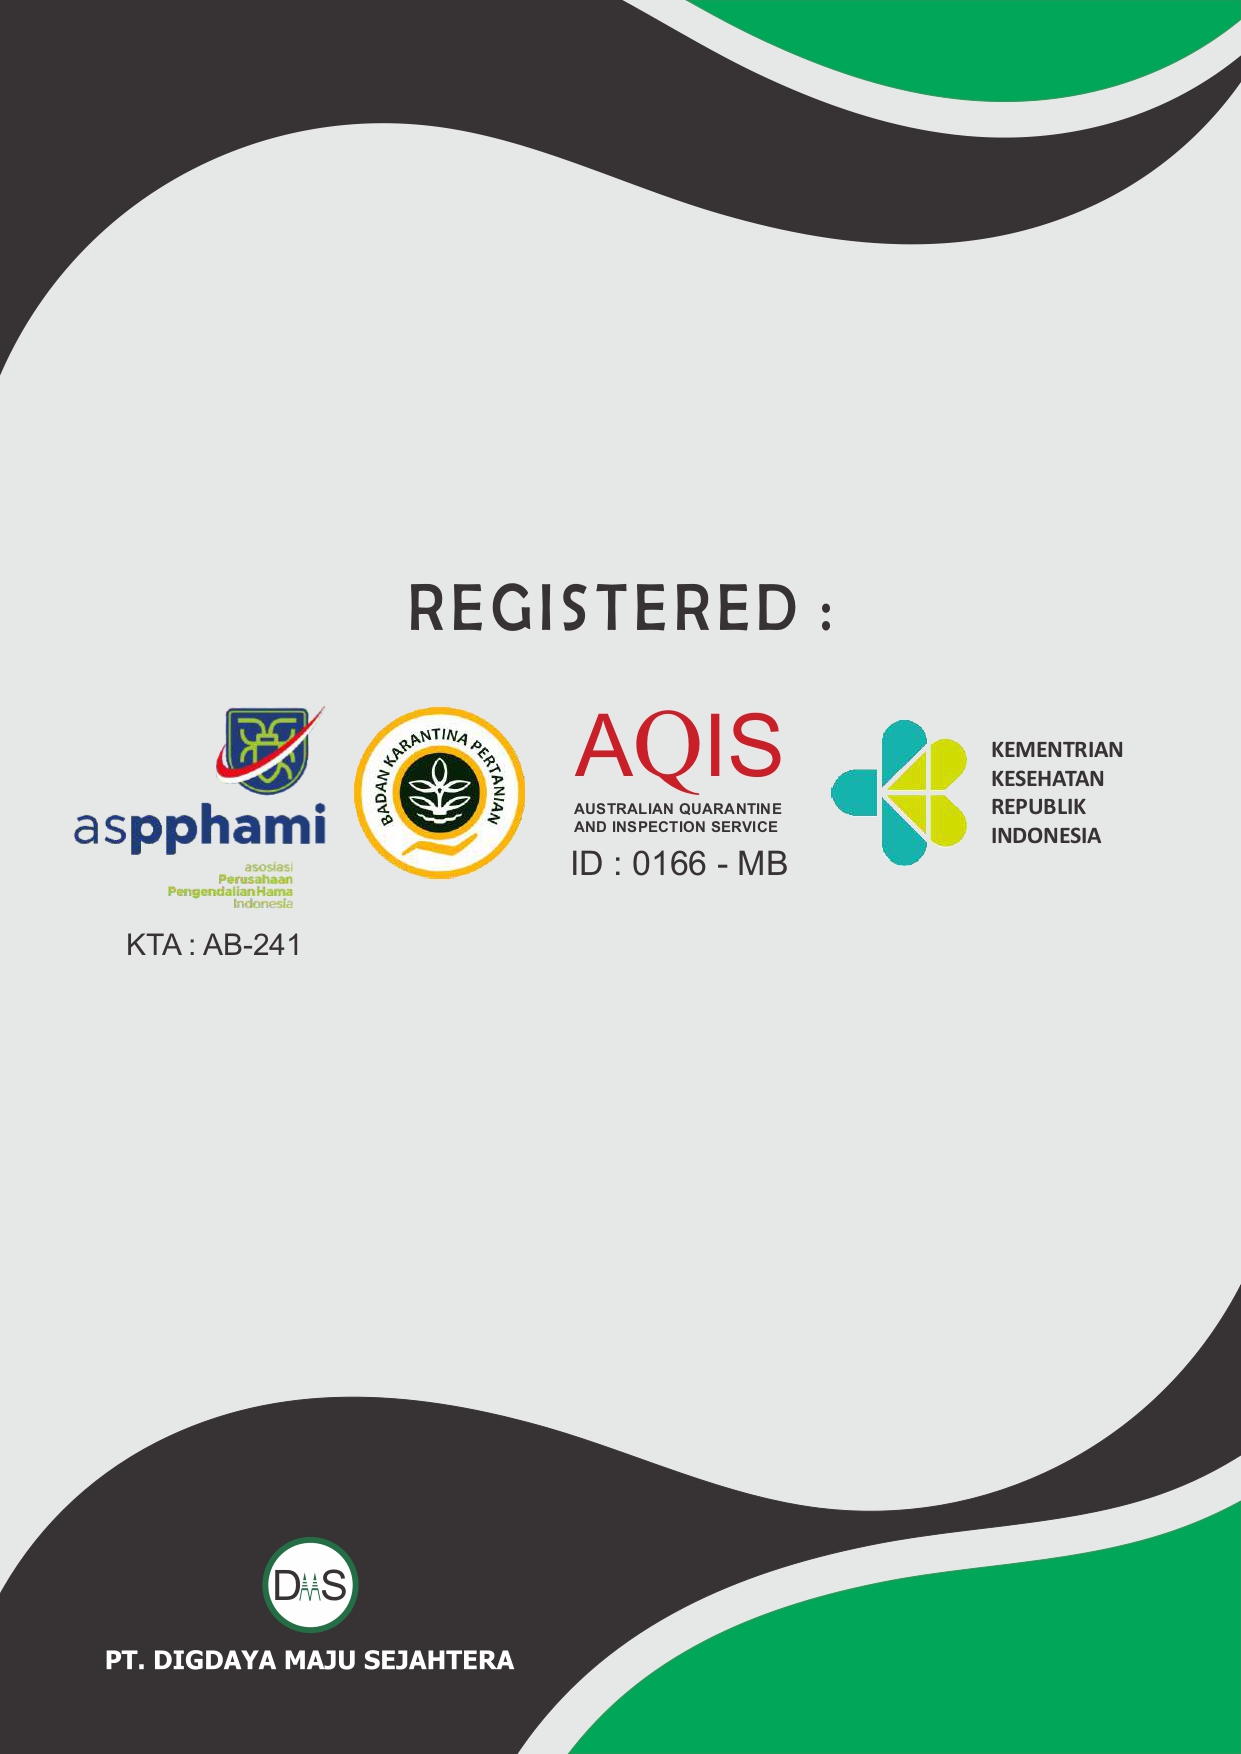 REGISTERED :
aspphami
asosiasi
Perusahaan
Pengendalian Hama
Indonesia
KTA : AB-241
BADAN KARANTINA PERTANIAN
AQIS
AUSTRALIAN QUARANTINE
AND INSPECTION SERVICE
ID : 0166 - MB
KEMENTRIAN
KESEHATAN
REPUBLIK
INDONESIA
DMS
PT. DIGDAYA MAJU SEJAHTERA